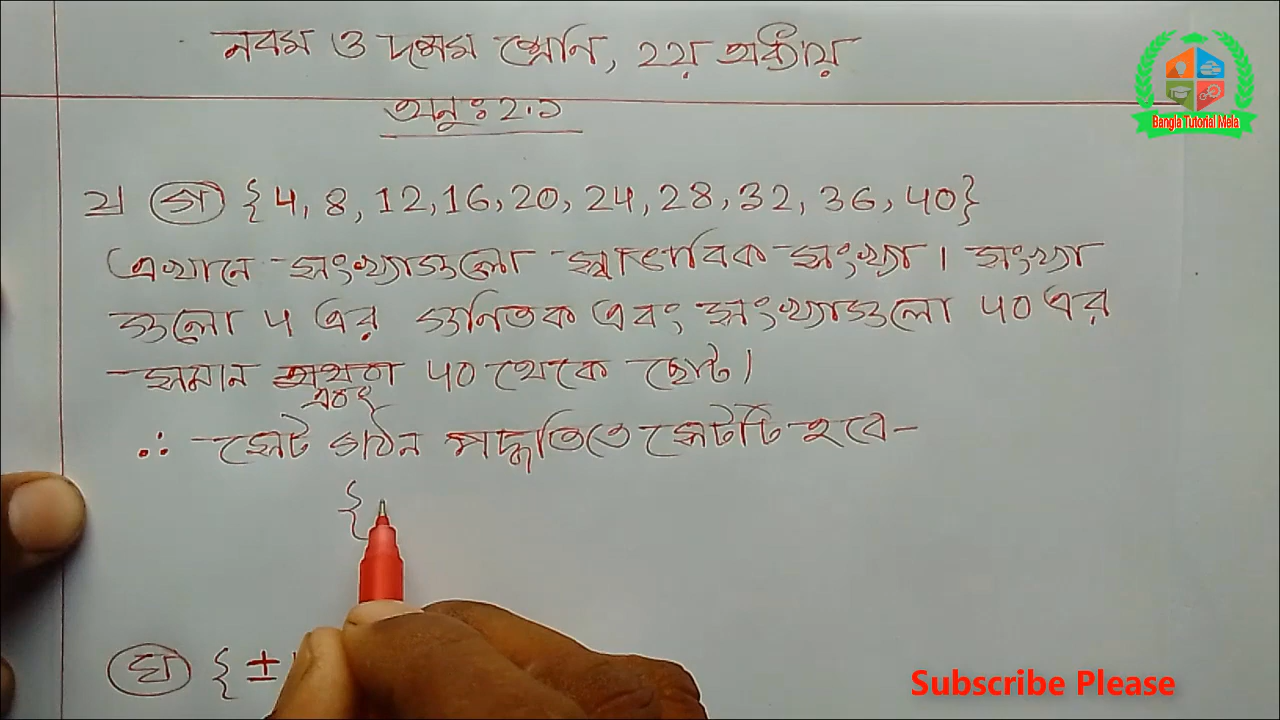 নবম ও দশম শ্রেণি, ২য় অধ্যায়
অনুঃ ২.১
২। গ {4, 8, 12, 16, 20, 24, 28, 32, 36, 40}
এখানে সংখ্যাগুলো স্বাভাবিক সংখ্যা। সংখ্যা
গুলো 4 এর গুনিতক এবং সংখ্যাগুলো 40 এর
সমান অথবা 40 থেকে ছোট।
এবং
∴ সেট গঠন পদ্ধতিতে সেটটি হবে–
{
ঘ {±
Bangla Tutorial Mela
Subscribe Please